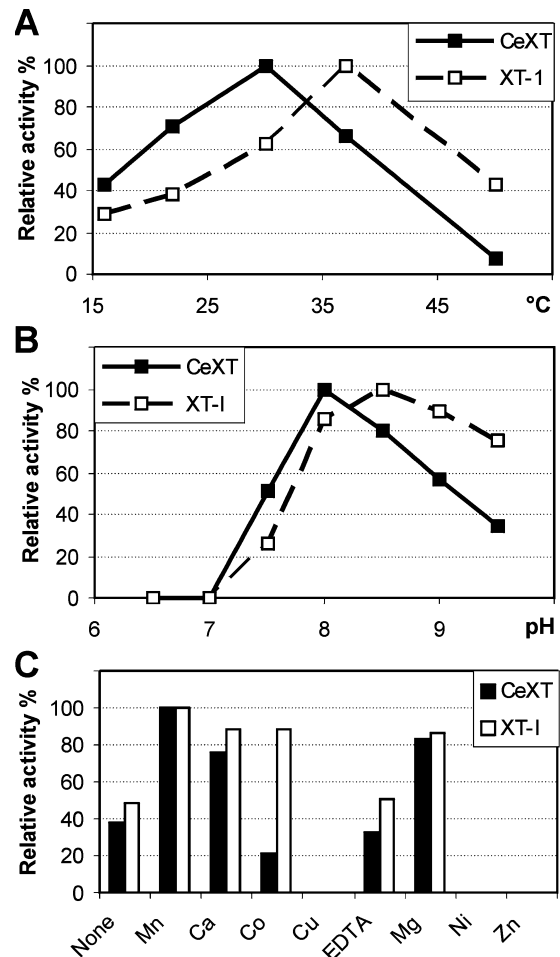 A
Relative activity %
100
80
60
40
20
0
CeXT
XT-1
15 25 35 45 °C
B
Relative activity %
100
80
60
40
20
0
CeXT
XT-I
6 7 8 9 pH
C
Relative activity %
100
80
60
40
20
0
CeXT
XT-I
None Mn Ca Co Cu EDTA Mg Ni Zn